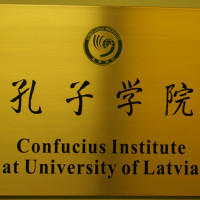 孔子学院
Confucius Institute
at University of Latvia